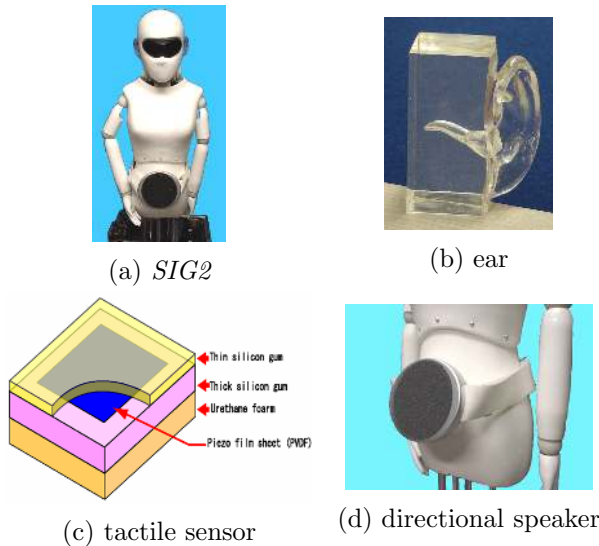 (a) SIG2
(b) ear
Thin silicon gum
Thick silicon gum
Urethane foarm
Piezo film sheet (PVDF)
(c) tactile sensor
(d) directional speaker